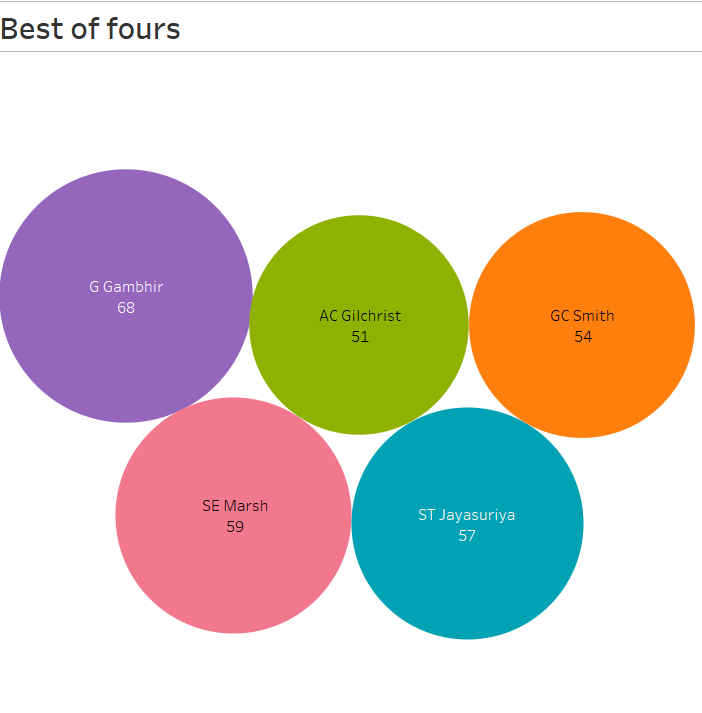 Best of fours
G Gambhir
68
AC Gilchrist
51
GC Smith
54
SE Marsh
59
ST Jayasuriya
57